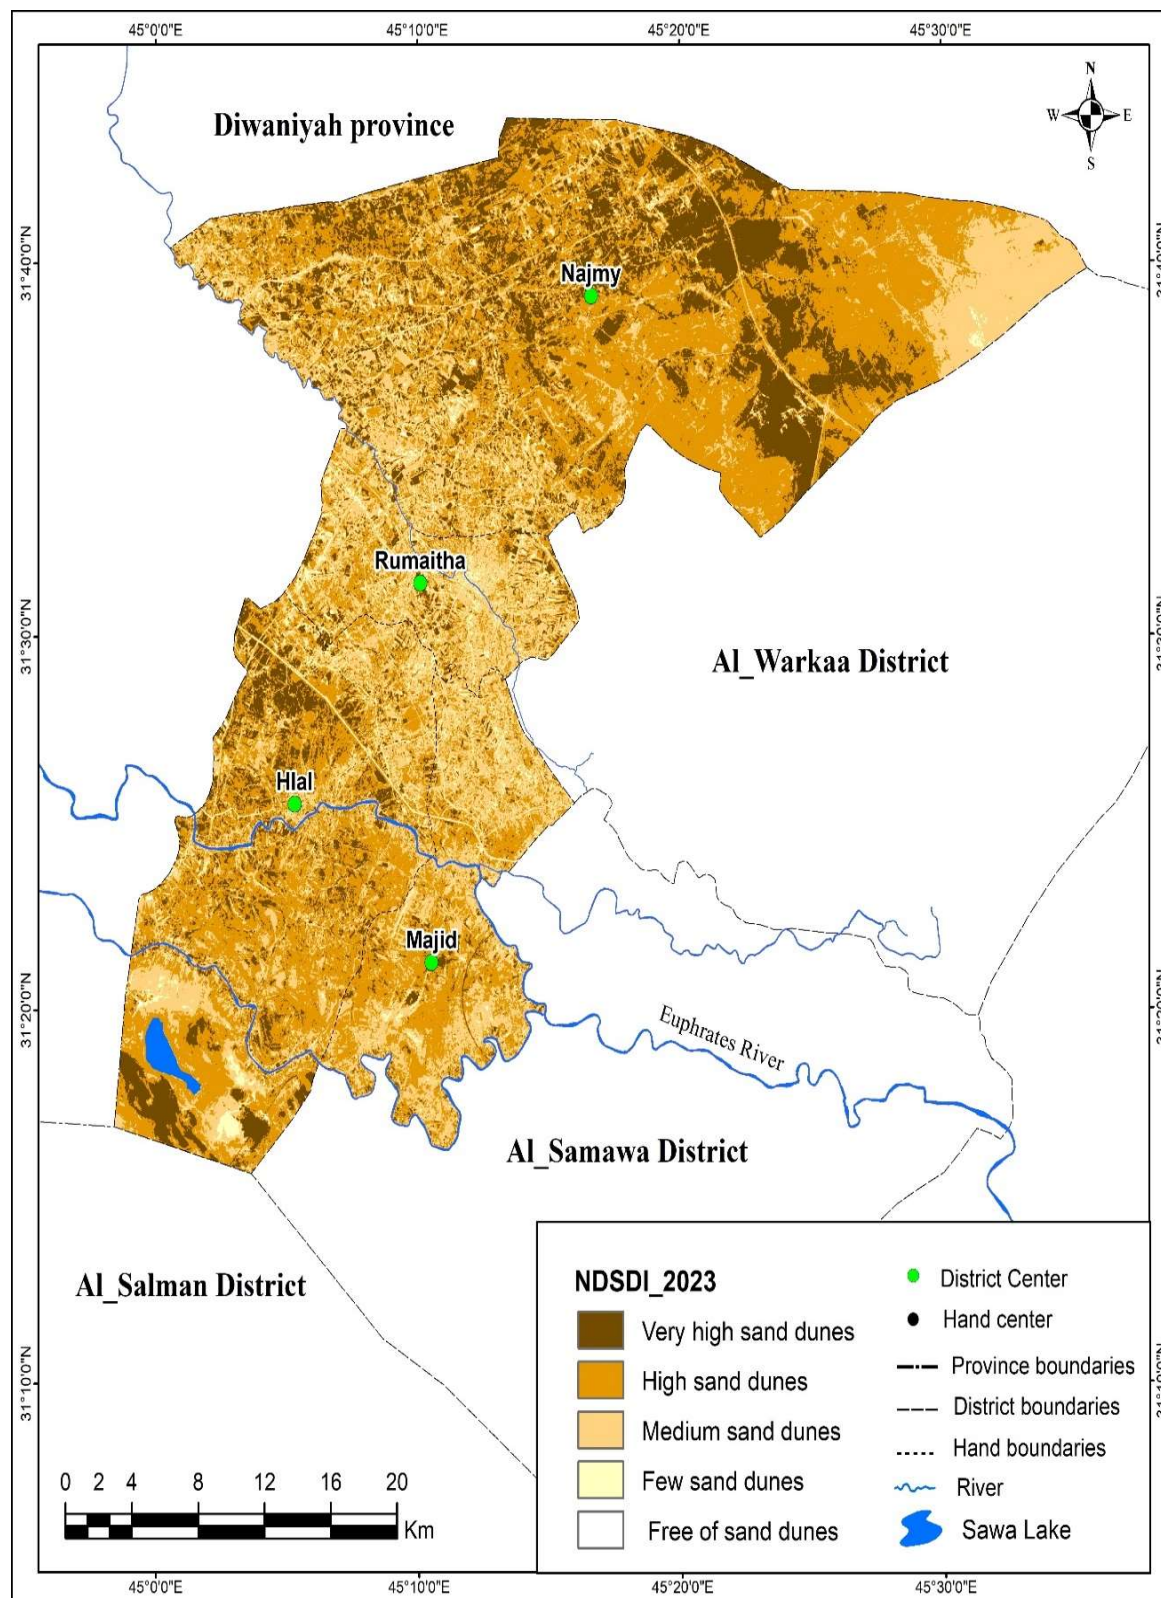 45°0'0"E 45°10'0"E 45°20'0"E 45°30'0"E
N
W E
S
Diwaniyah province
31°40'0"N
31°40'0"N
Najmy
Rumaitha
31°30'0"N
Al_Warkaa District
Hlal
Majid
31°20'0"N
Euphrates River
Al_Samawa District
Al_Salman District
31°10'0"N
NDSDI_2023
Very high sand dunes
High sand dunes
Medium sand dunes
Few sand dunes
Free of sand dunes
District Center
Hand center
Province boundaries
District boundaries
Hand boundaries
River
Sawa Lake
0 2 4 8 12 16 20
Km
45°0'0"E 45°10'0"E 45°20'0"E 45°30'0"E